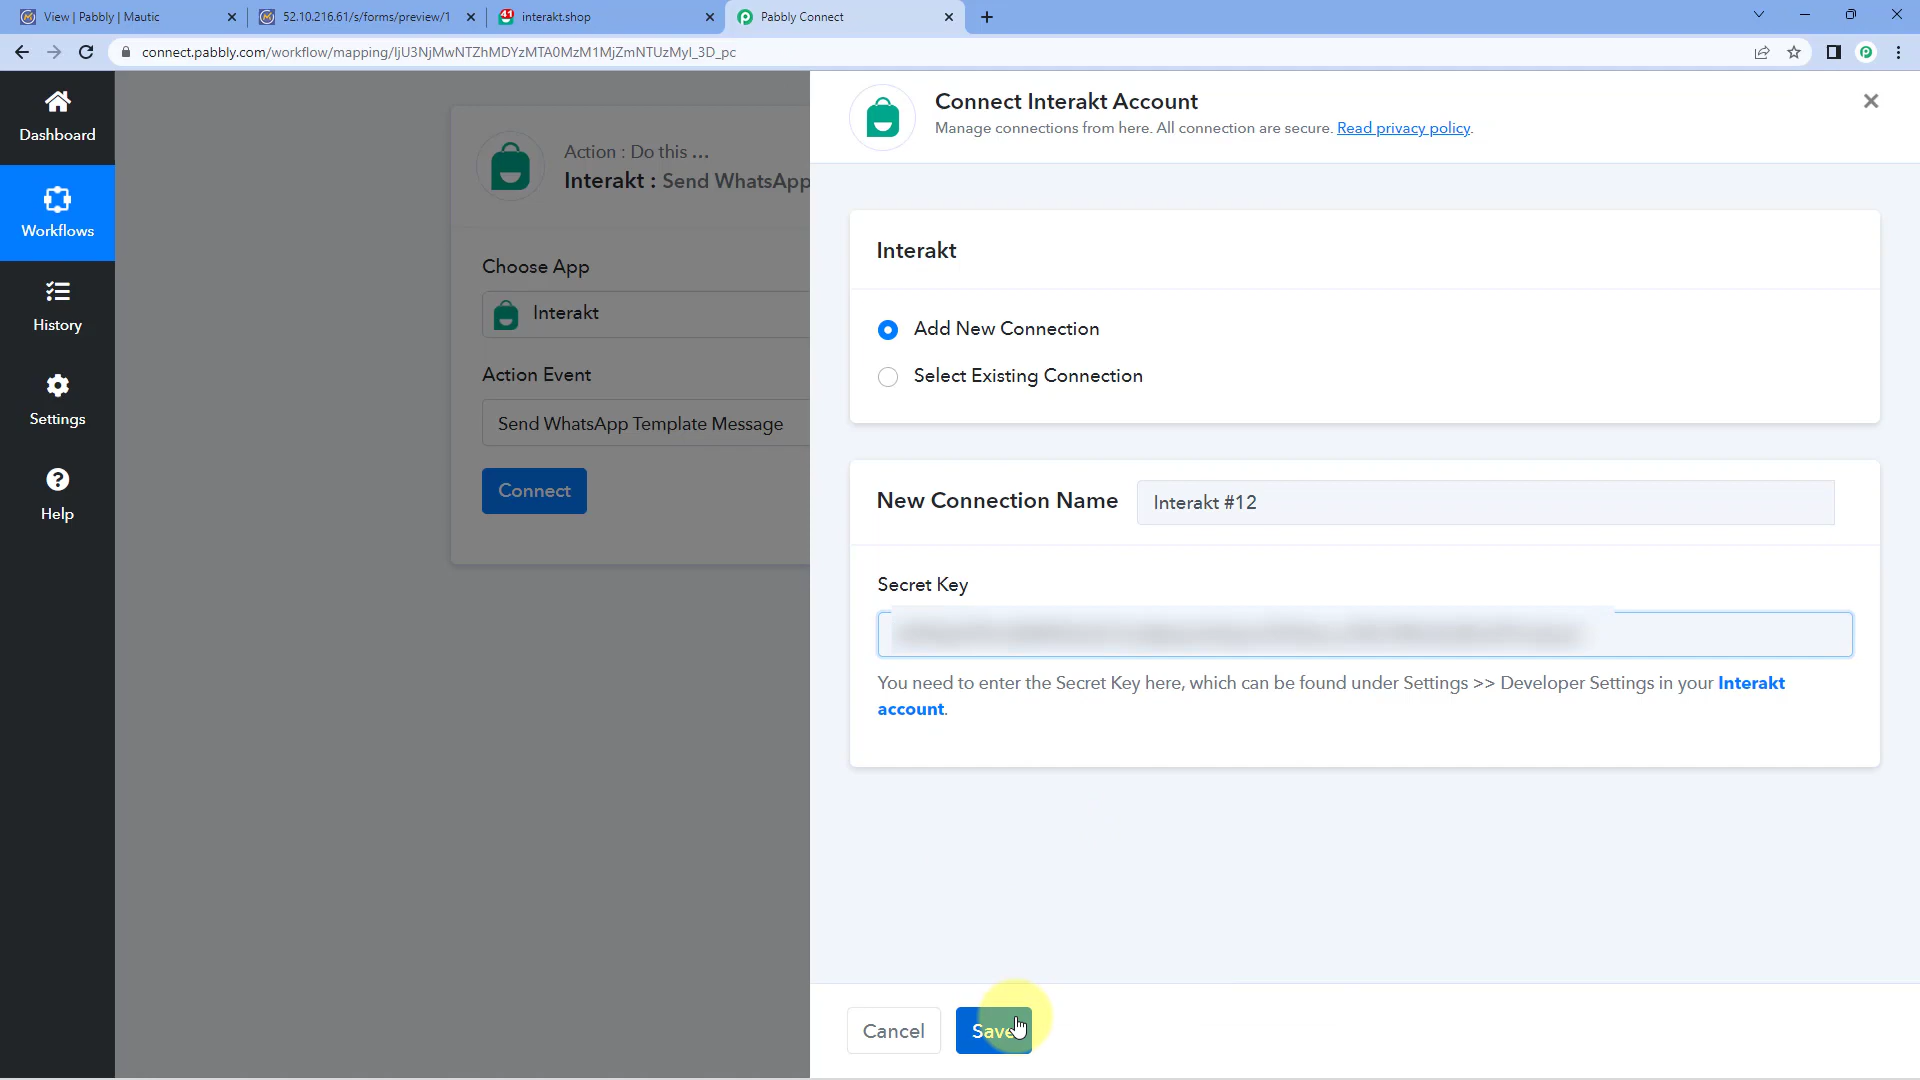 View | Pabbly | Mautic
52.10.216.61/s/forms/preview/1
41
interakt.shop
Pabbly Connect
connect.pabbly.com/workflow/mapping/IjU3NjMwNTZhMDYzMTA0MzM1MjZmNTUzMyI_3D_pc
Dashboard
Workflows
History
Settings
Help
Action : Do this ...
Interakt : Send WhatsApp
Choose App
Interakt
Action Event
Send WhatsApp Template Message
Connect
Connect Interakt Account
Manage connections from here. All connection are secure. Read privacy policy.
Interakt
Add New Connection
Select Existing Connection
New Connection Name
Interakt #12
Secret Key
You need to enter the Secret Key here, which can be found under Settings >> Developer Settings in your Interakt
account.
Cancel
Save